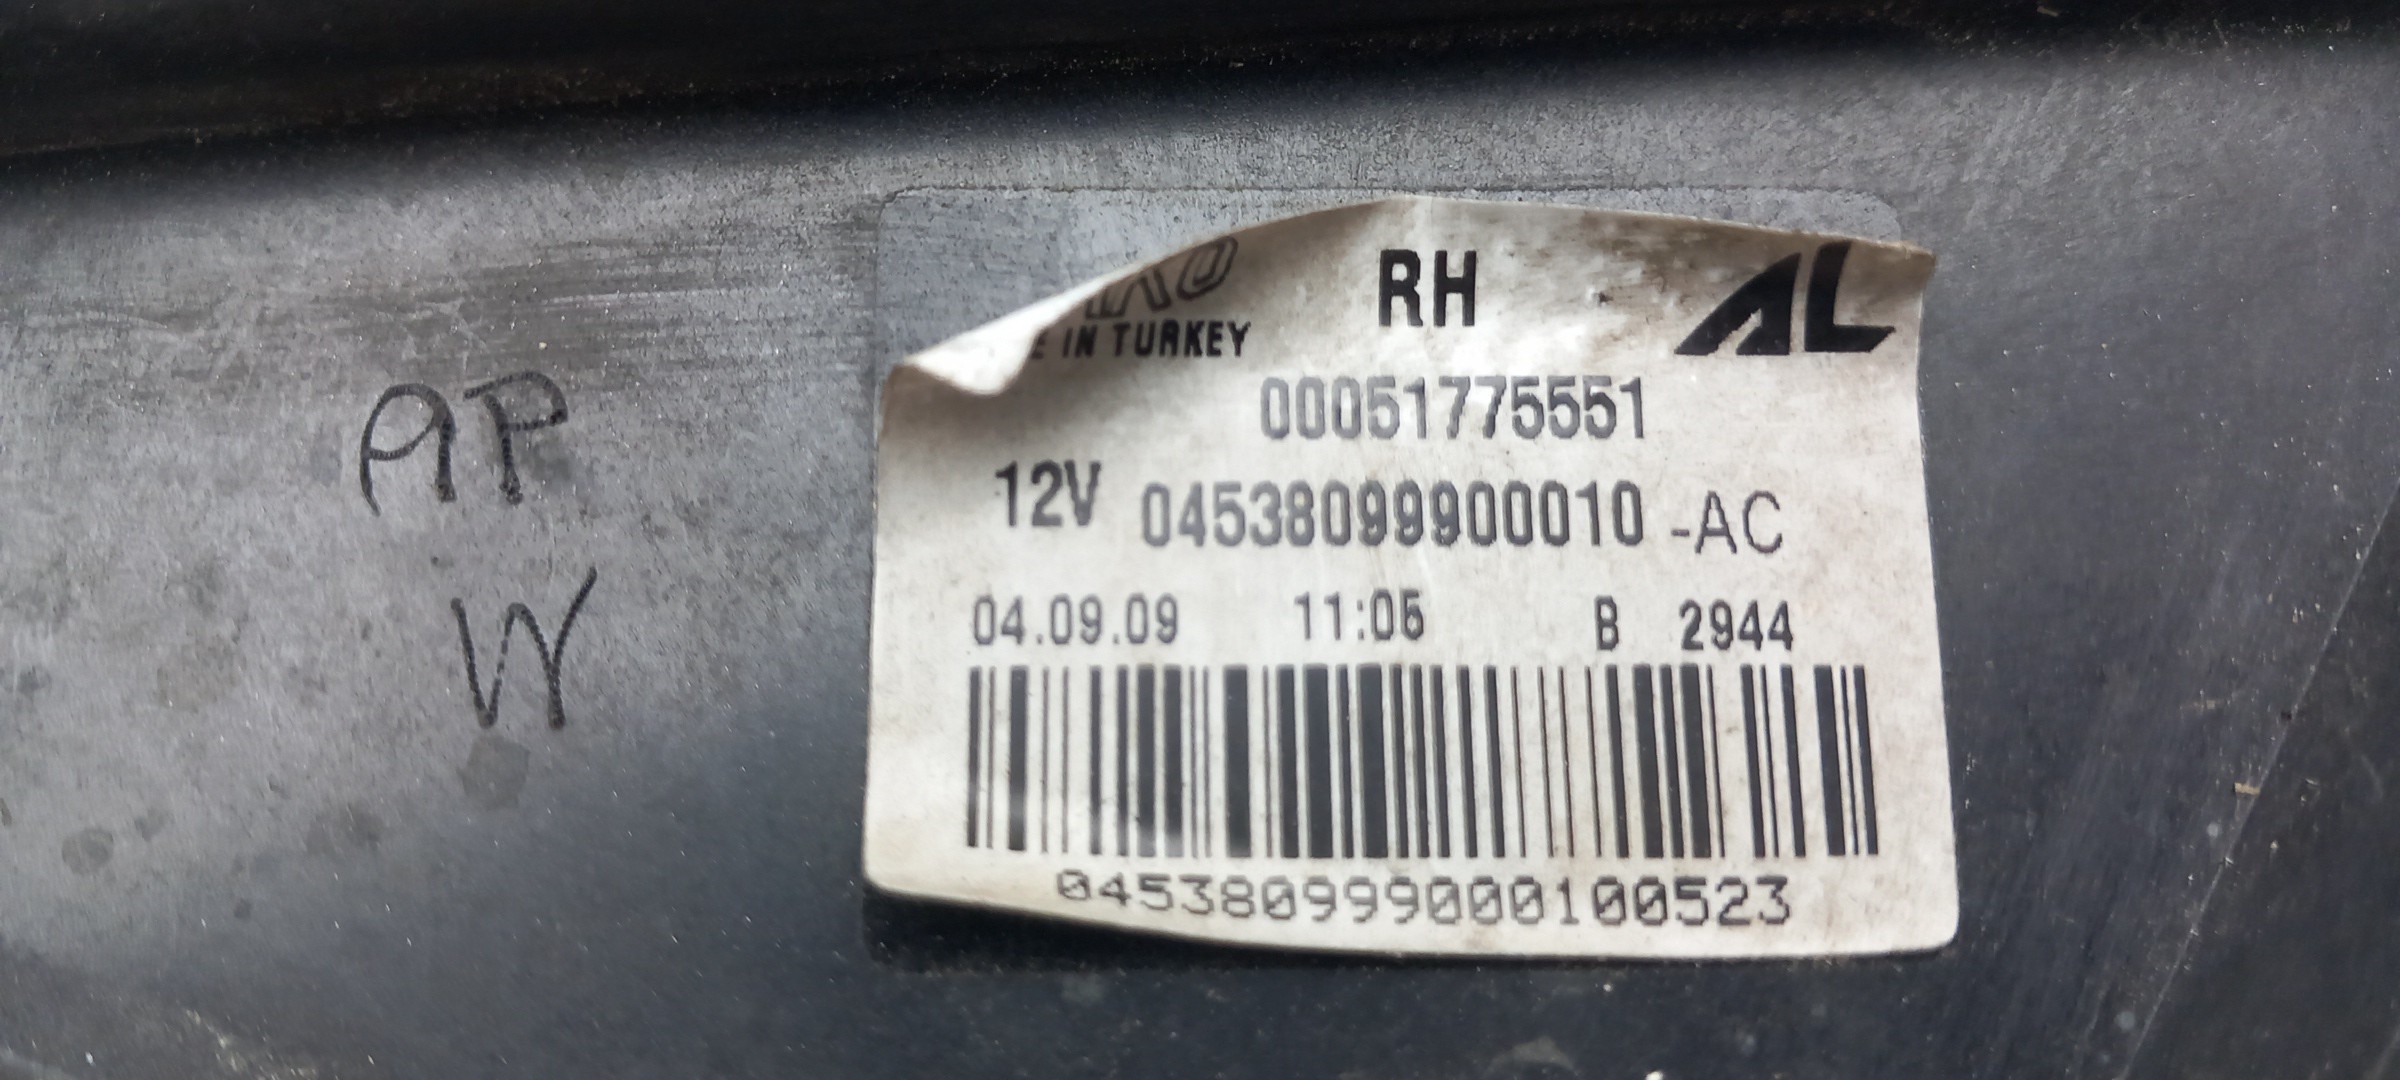 RH AL
E IN TURKEY
00051775551
12V 04538099900010 -AC
04.09.09 11:05 B 2944
045380999000100523
AP
W